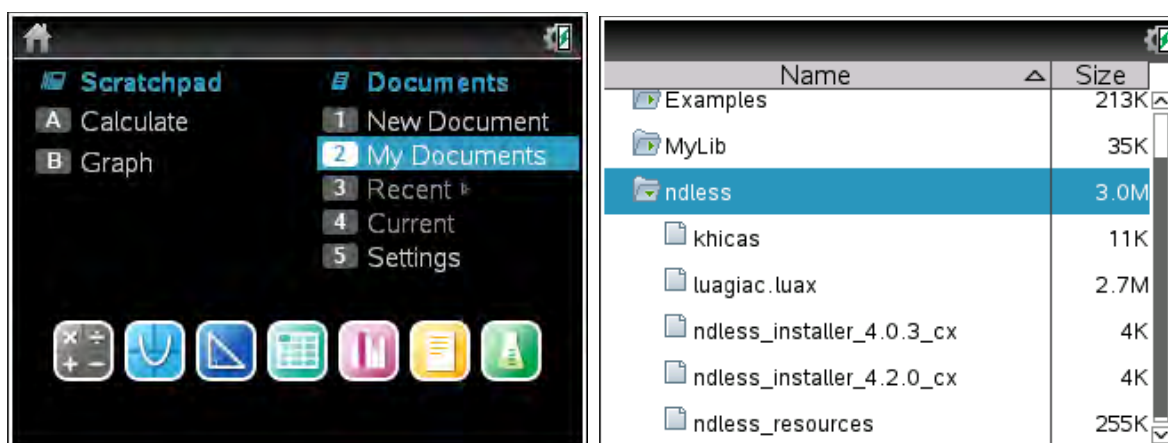 Scratchpad
A Calculate
B Graph
Documents
1 New Document
2 My Documents
3 Recent
4 Current
5 Settings
Name Size
Examples 213K
MyLib 35K
ndless 3.0M
khicas 11K
luagiac.luax 2.7M
ndless_installer_4.0.3_cx 4K
ndless_installer_4.2.0_cx 4K
ndless_resources 255K